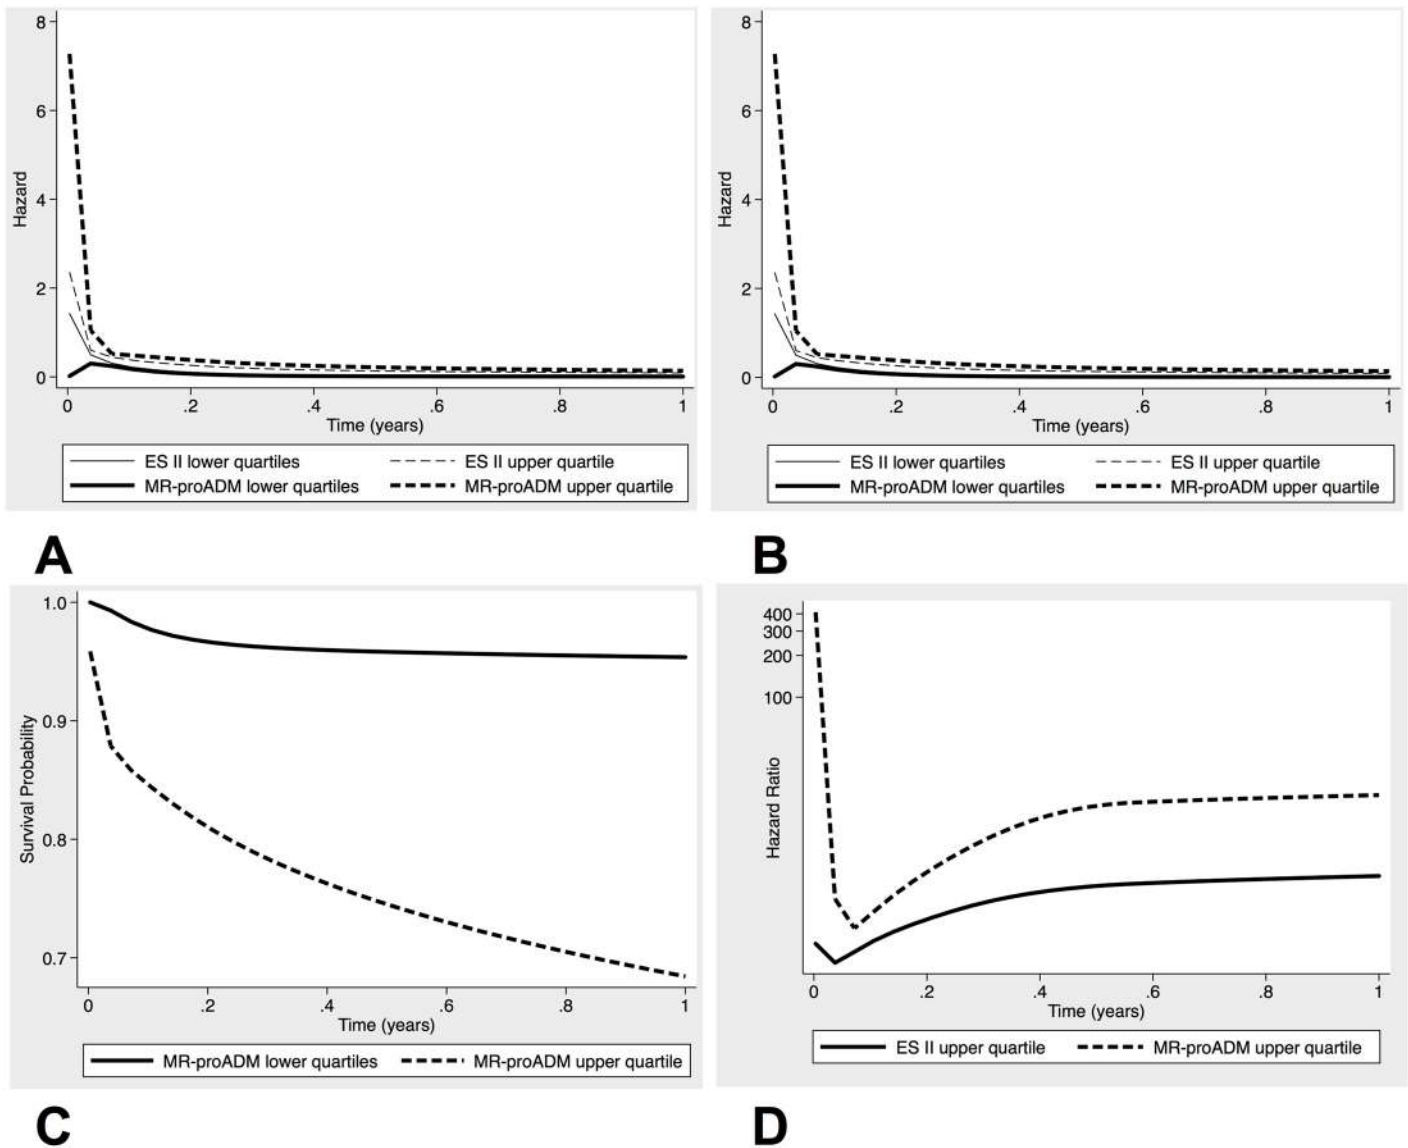 8
6
4
2
0
Hazard
0 .2 .4 .6 .8 1
Time (years)
ES II lower quartiles ES II upper quartile
MR-proADM lower quartiles MR-proADM upper quartile
A
8
6
4
2
0
Hazard
0 .2 .4 .6 .8 1
Time (years)
ES II lower quartiles ES II upper quartile
MR-proADM lower quartiles MR-proADM upper quartile
B
1.0
0.9
0.8
0.7
Survival Probability
0 .2 .4 .6 .8 1
Time (years)
MR-proADM lower quartiles MR-proADM upper quartile
C
400
300
200
100
Hazard Ratio
0 .2 .4 .6 .8 1
Time (years)
ES II upper quartile MR-proADM upper quartile
D